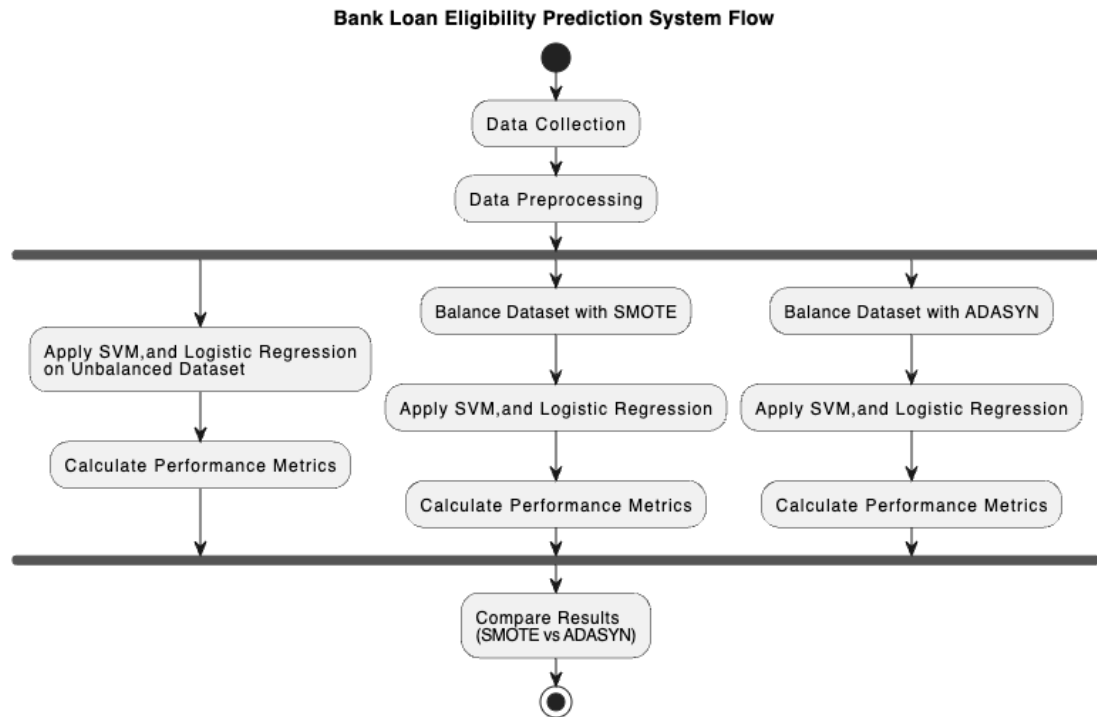 Bank Loan Eligibility Prediction System Flow
Data Collection
Data Preprocessing
Balance Dataset with SMOTE
Balance Dataset with ADASYN
Apply SVM,and Logistic Regression
on Unbalanced Dataset
Apply SVM,and Logistic Regression
Apply SVM,and Logistic Regression
Calculate Performance Metrics
Calculate Performance Metrics
Calculate Performance Metrics
Compare Results
(SMOTE vs ADASYN)